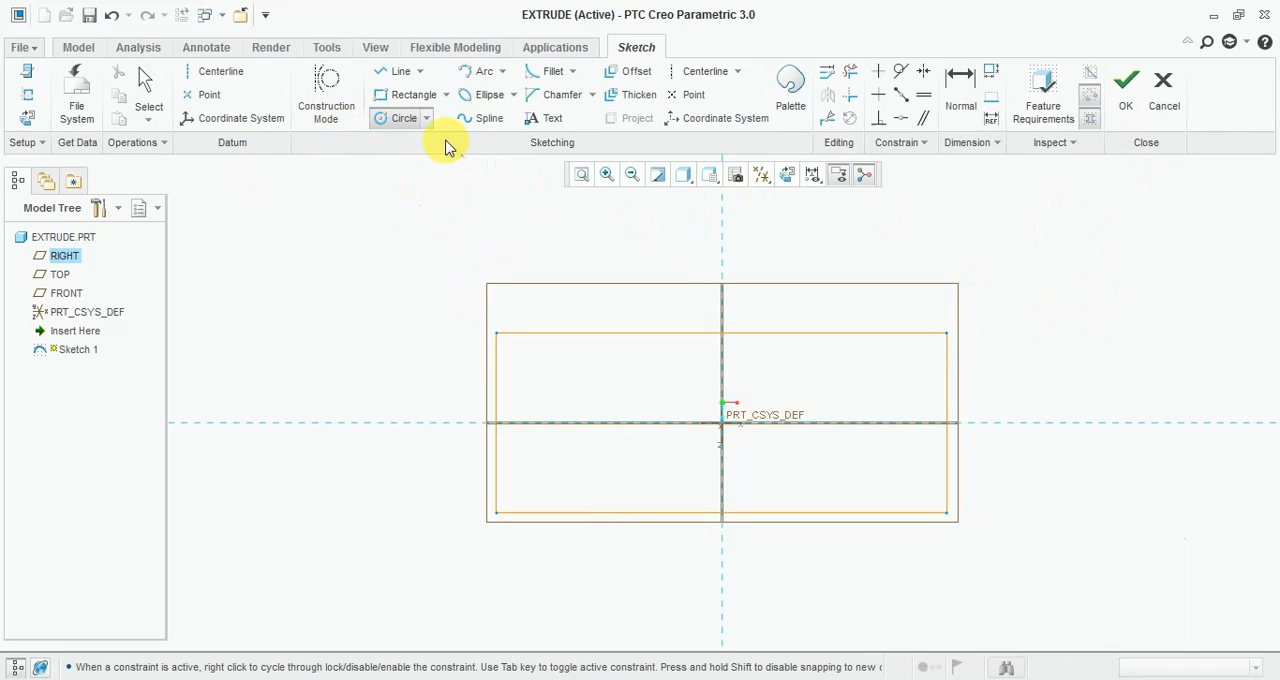 EXTRUDE (Active) - PTC Creo Parametric 3.0
File Model Analysis Annotate Render Tools View Flexible Modeling Applications Sketch
Centerline Line Arc Fillet Offset Centerline
Point Rectangle Ellipse Chamfer Thicken Point
Coordinate System Circle Spline Text Project Coordinate System
File System Select Construction Mode Palette Normal Feature Requirements OK Cancel
Setup Get Data Operations Datum Sketching Editing Constrain Dimension Inspect Close
Model Tree
EXTRUDE.PRT
RIGHT
TOP
FRONT
PRT_CSYS_DEF
Insert Here
Sketch 1
PRT_CSYS_DEF
X
Z
• When a constraint is active, right click to cycle through lock/disable/enable the constraint. Use Tab key to toggle active constraint. Press and hold Shift to disable snapping to new